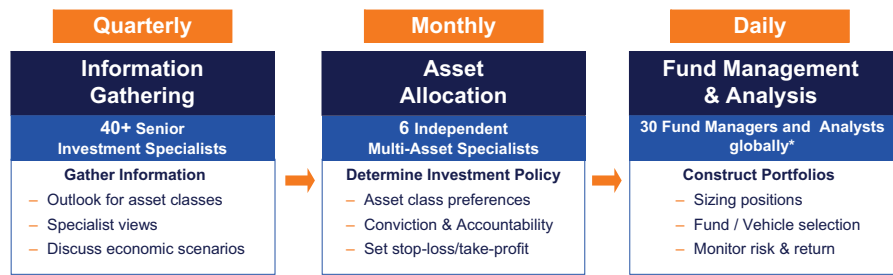 Quarterly
Information
Gathering
40+ Senior
Investment Specialists
Gather Information
– Outlook for asset classes
– Specialist views
– Discuss economic scenarios
Monthly
Asset
Allocation
6 Independent
Multi-Asset Specialists
Determine Investment Policy
– Asset class preferences
– Conviction & Accountability
– Set stop-loss/take-profit
Daily
Fund Management
& Analysis
30 Fund Managers and Analysts
globally*
Construct Portfolios
– Sizing positions
– Fund / Vehicle selection
– Monitor risk & return